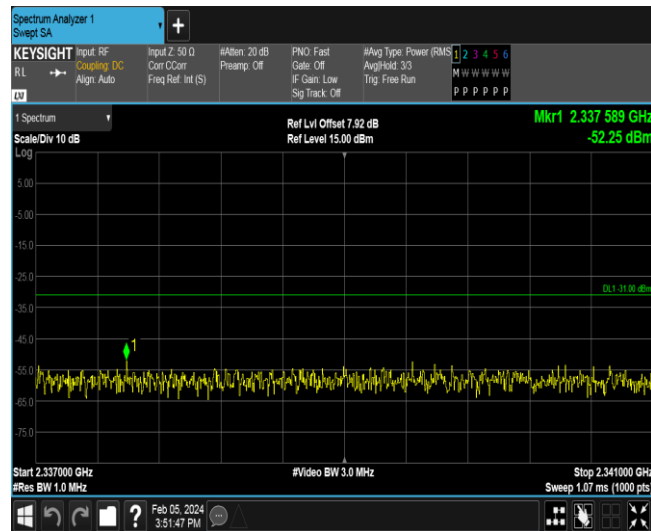 Spectrum Analyzer 1
Swept SA
+
KEYSIGHT
RL
LXI
Input: RF
Coupling: DC
Align: Auto
Input Z: 50 Ω
Corr CCorr
Freq Ref: Int (S)
#Atten: 20 dB
Preamp: Off
PNO: Fast
Gate: Off
IF Gain: Low
Sig Track: Off
#Avg Type: Power (RMS
Avg|Hold: 3/3
Trig: Free Run
1 2 3 4 5 6
M W W W W W
P P P P P P
1 Spectrum
Scale/Div 10 dB
Ref Lvl Offset 7.92 dB
Ref Level 15.00 dBm
Mkr1 2.337 589 GHz
-52.25 dBm
Log
5.00
-5.00
-15.0
-25.0
DL1 -31.00 dBm
-35.0
-45.0
1
-55.0
-65.0
-75.0
Start 2.337000 GHz
#Res BW 1.0 MHz
#Video BW 3.0 MHz
Stop 2.341000 GHz
Sweep 1.07 ms (1000 pts)
?
Feb 05, 2024
3:51:47 PM